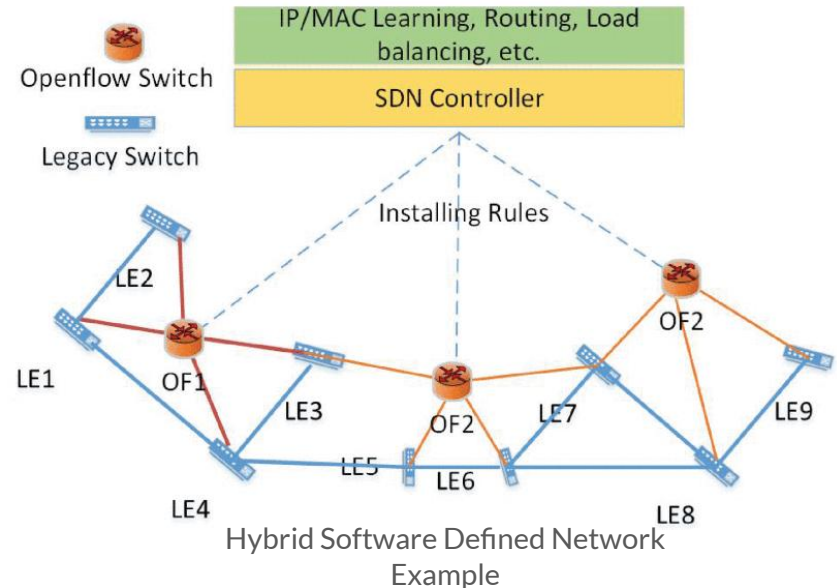 IP/MAC Learning, Routing, Load
balancing, etc.
Openflow Switch
SDN Controller
Legacy Switch
Installing Rules
LE2
OF2
LE1
OF1
LE3
OF2
LE7
LE9
LE5
LE6
LE4
LE8
Hybrid Software Defined Network
Example